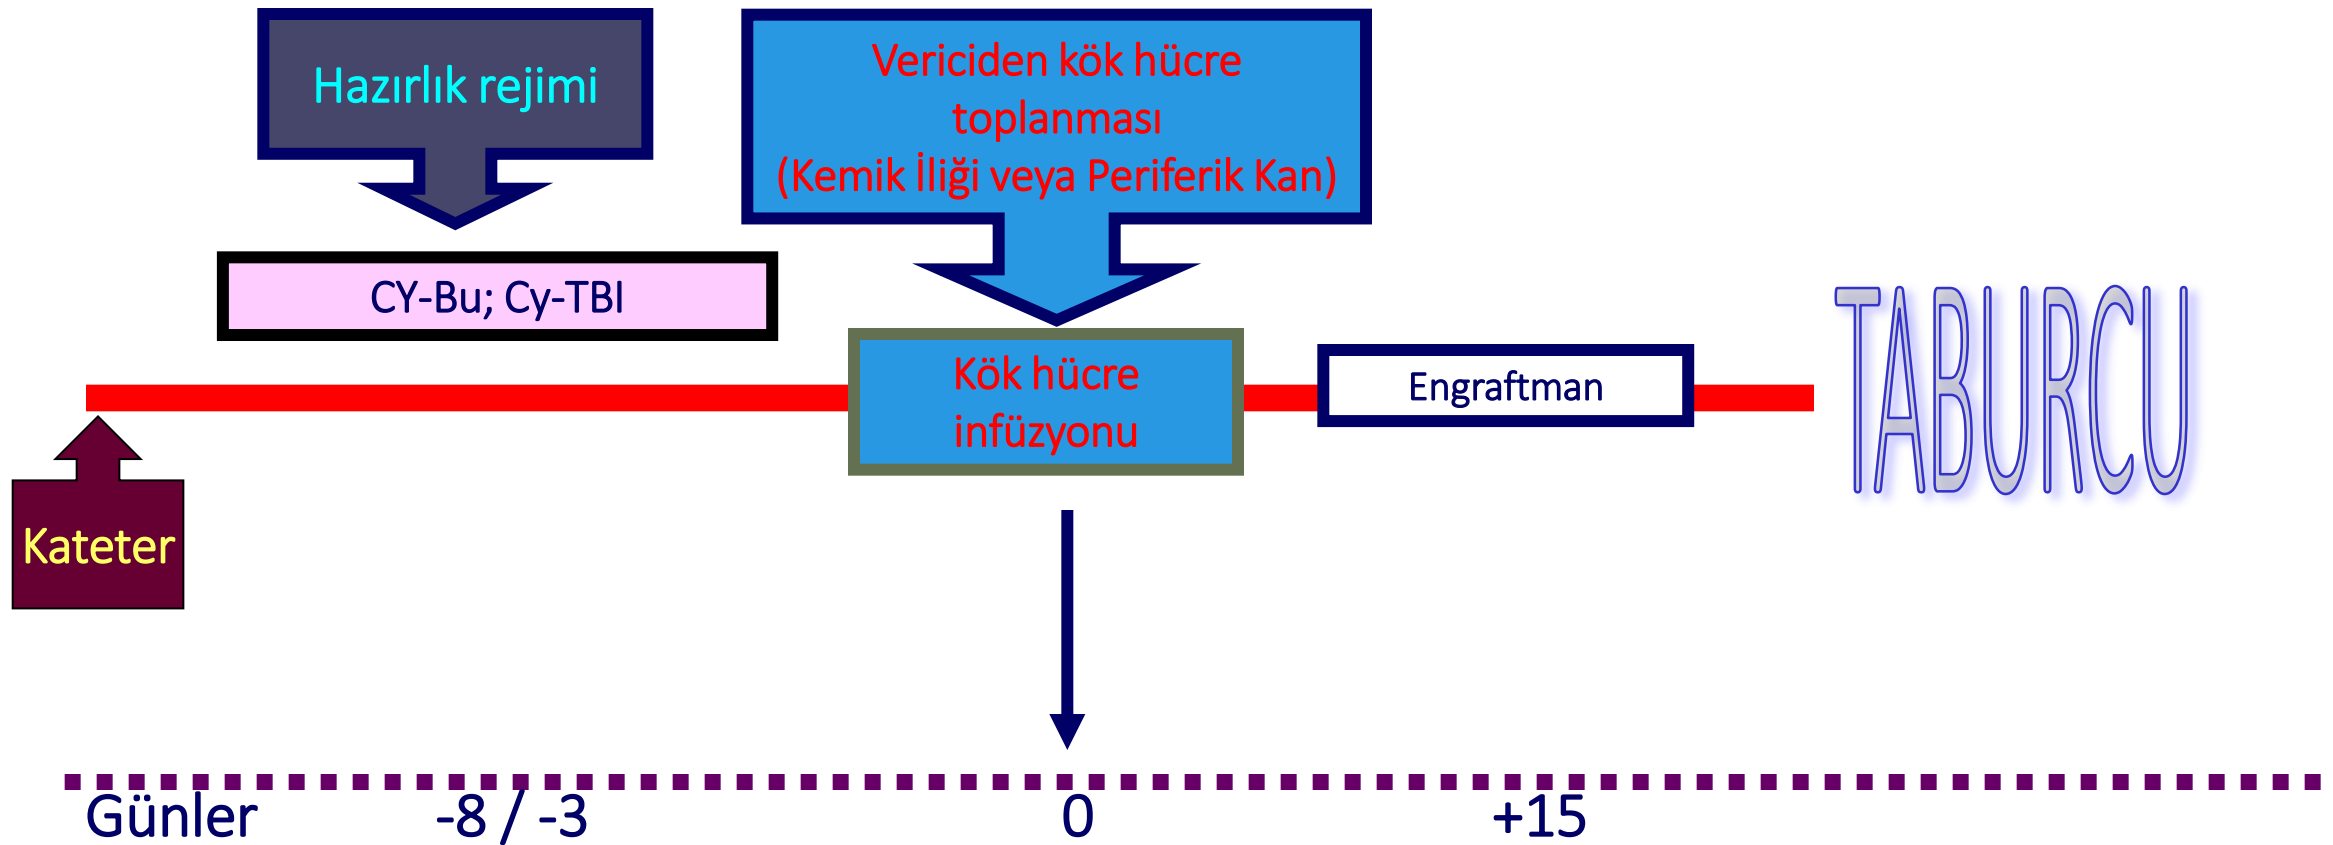 Hazırlık rejimi
Vericiden kök hücre
toplanması
(Kemik İliği veya Periferik Kan)
CY-Bu; Cy-TBI
Kök hücre
infüzyonu
Engraftman
TABURCU
Kateter
Günler -8 / -3 0 +15